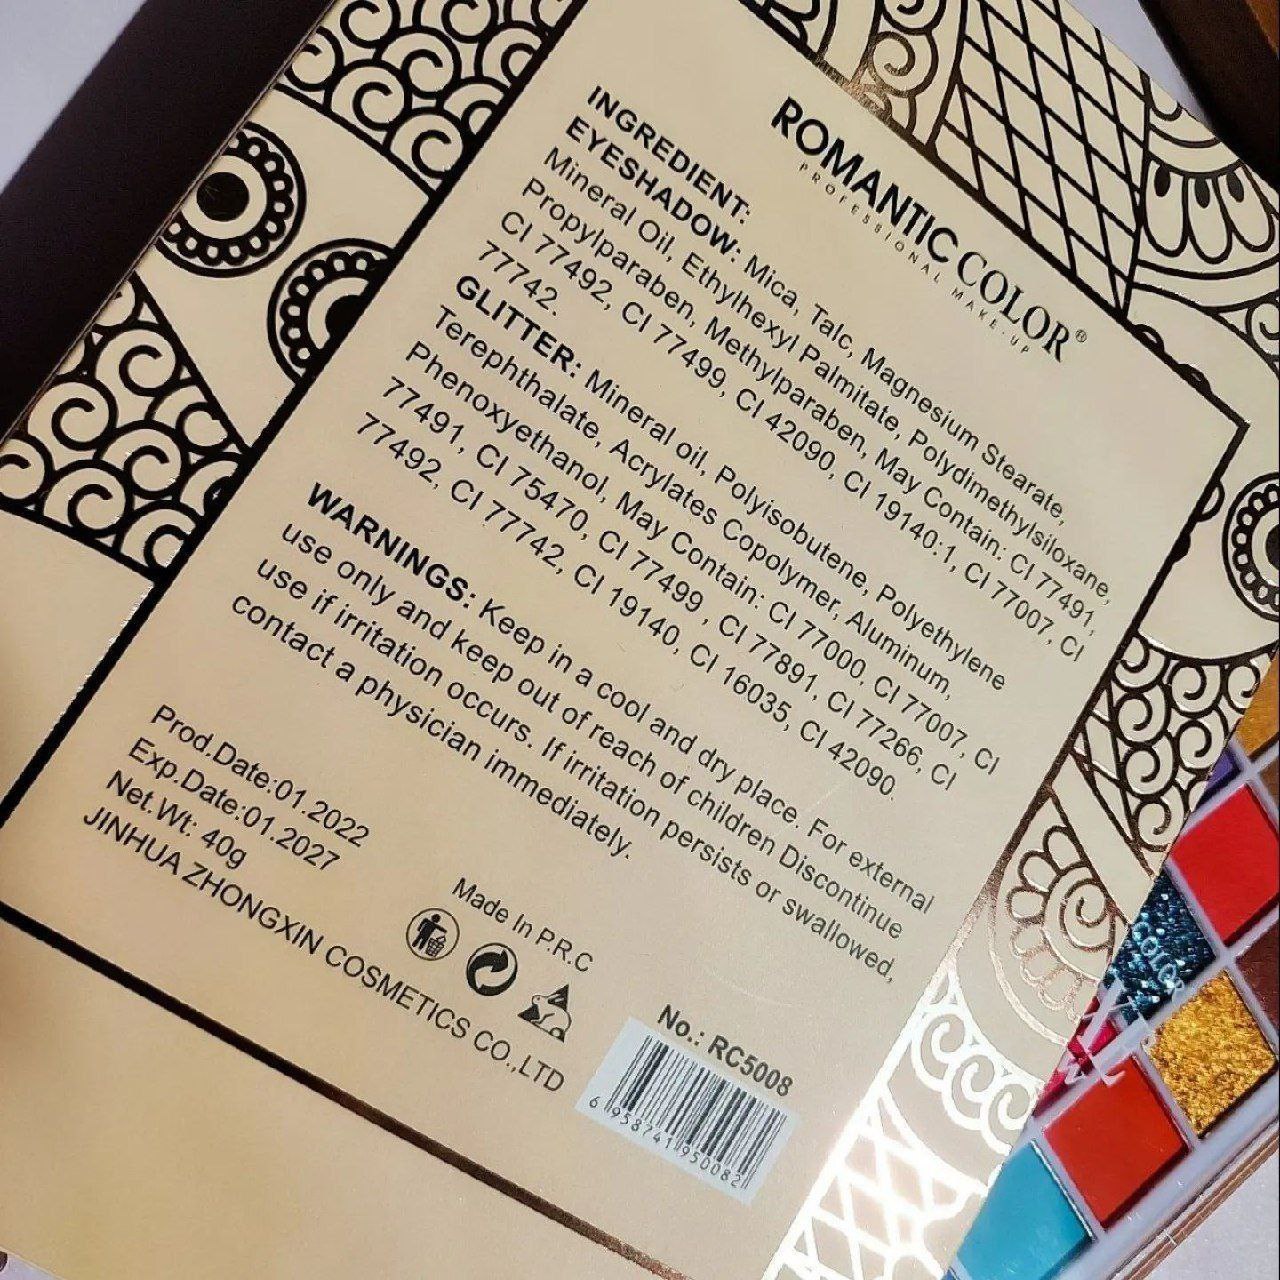 ROMANTIC COLOR®
PROFESSIONAL MAKE-UP
INGREDIENT:
EYESHADOW: Mica, Talc, Magnesium Stearate,
Mineral Oil, Ethylhexyl Palmitate, Polydimethylsiloxane,
Propylparaben, Methylparaben, May Contain: CI 77491,
CI 77492, CI 77499, CI 42090, CI 19140:1, CI 77007, CI
77742.
GLITTER: Mineral oil, Polyisobutene, Polyethylene
Terephthalate, Acrylates Copolymer, Aluminum,
Phenoxyethanol, May Contain: CI 77000, CI 77007, CI
77491, CI 75470, CI 77499 , CI 77891, CI 77266, CI
77492, CI 77742, CI 19140, CI 16035, CI 42090.
WARNINGS: Keep in a cool and dry place. For external
use only and keep out of reach of children Discontinue
use if irritation occurs. If irritation persists or swallowed,
contact a physician immediately.
Prod.Date:01.2022
Exp.Date:01.2027
Net.Wt: 40g
JINHUA ZHONGXIN COSMETICS CO.,LTD
Made In P.R.C
No.: RC5008
6 958741 950082
COLOR